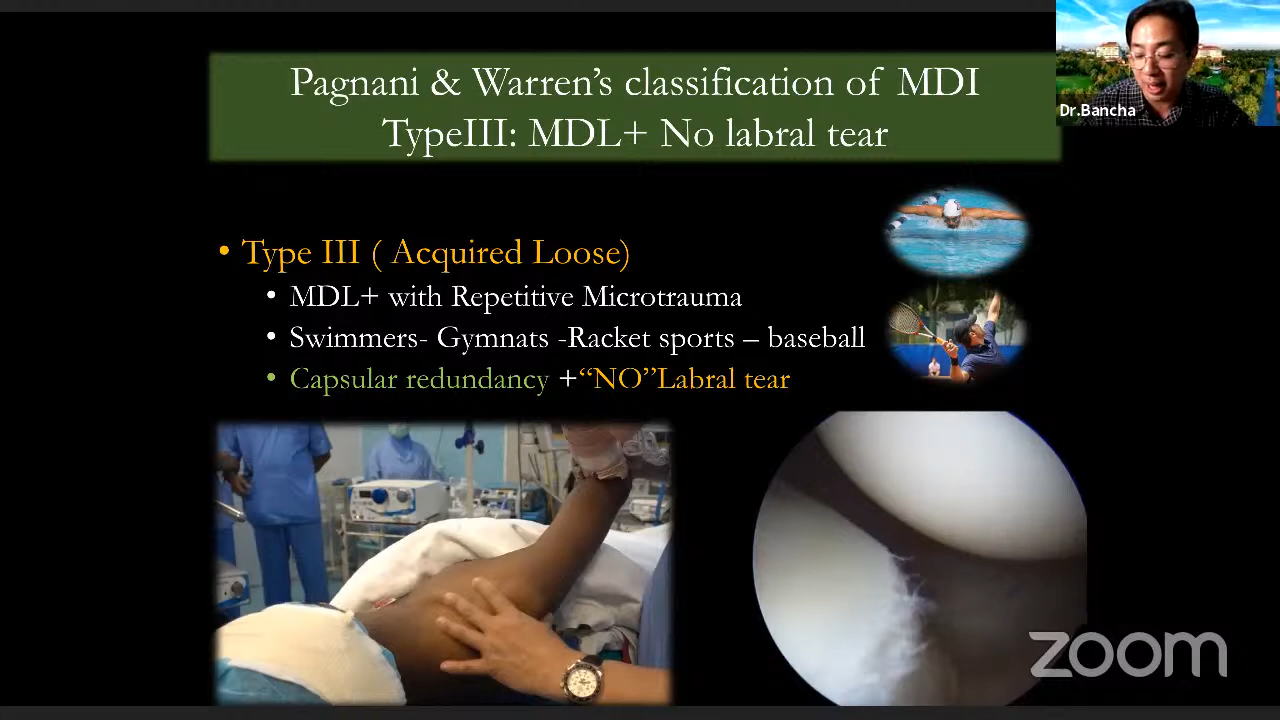 Pagnani & Warren's classification of MDI
TypeIII: MDL+ No labral tear
Dr.Bancha
• Type III ( Acquired Loose)
• MDL+ with Repetitive Microtrauma
• Swimmers- Gymnats -Racket sports – baseball
• Capsular redundancy +“NO”Labral tear
zoom